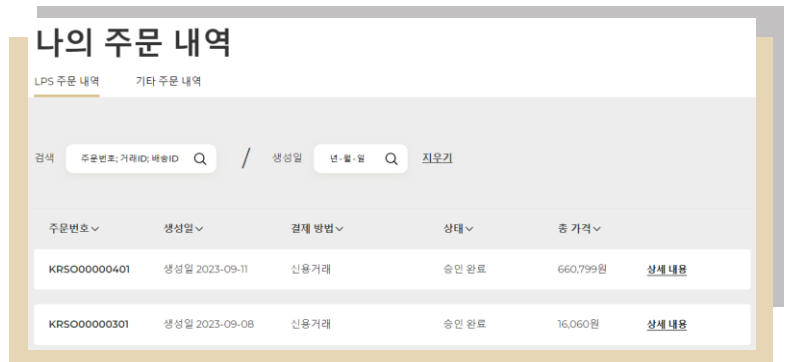 나의 주문 내역
LPS 주문 내역 기타 주문 내역
검색 주문번호; 거래ID; 배송ID / 생성일 년-월-일 지우기
주문번호 생성일 결제 방법 상태 총 가격
KRSO00000401 생성일 2023-09-11 신용거래 승인 완료 660,799원 상세 내용
KRSO00000301 생성일 2023-09-08 신용거래 승인 완료 16,060원 상세 내용